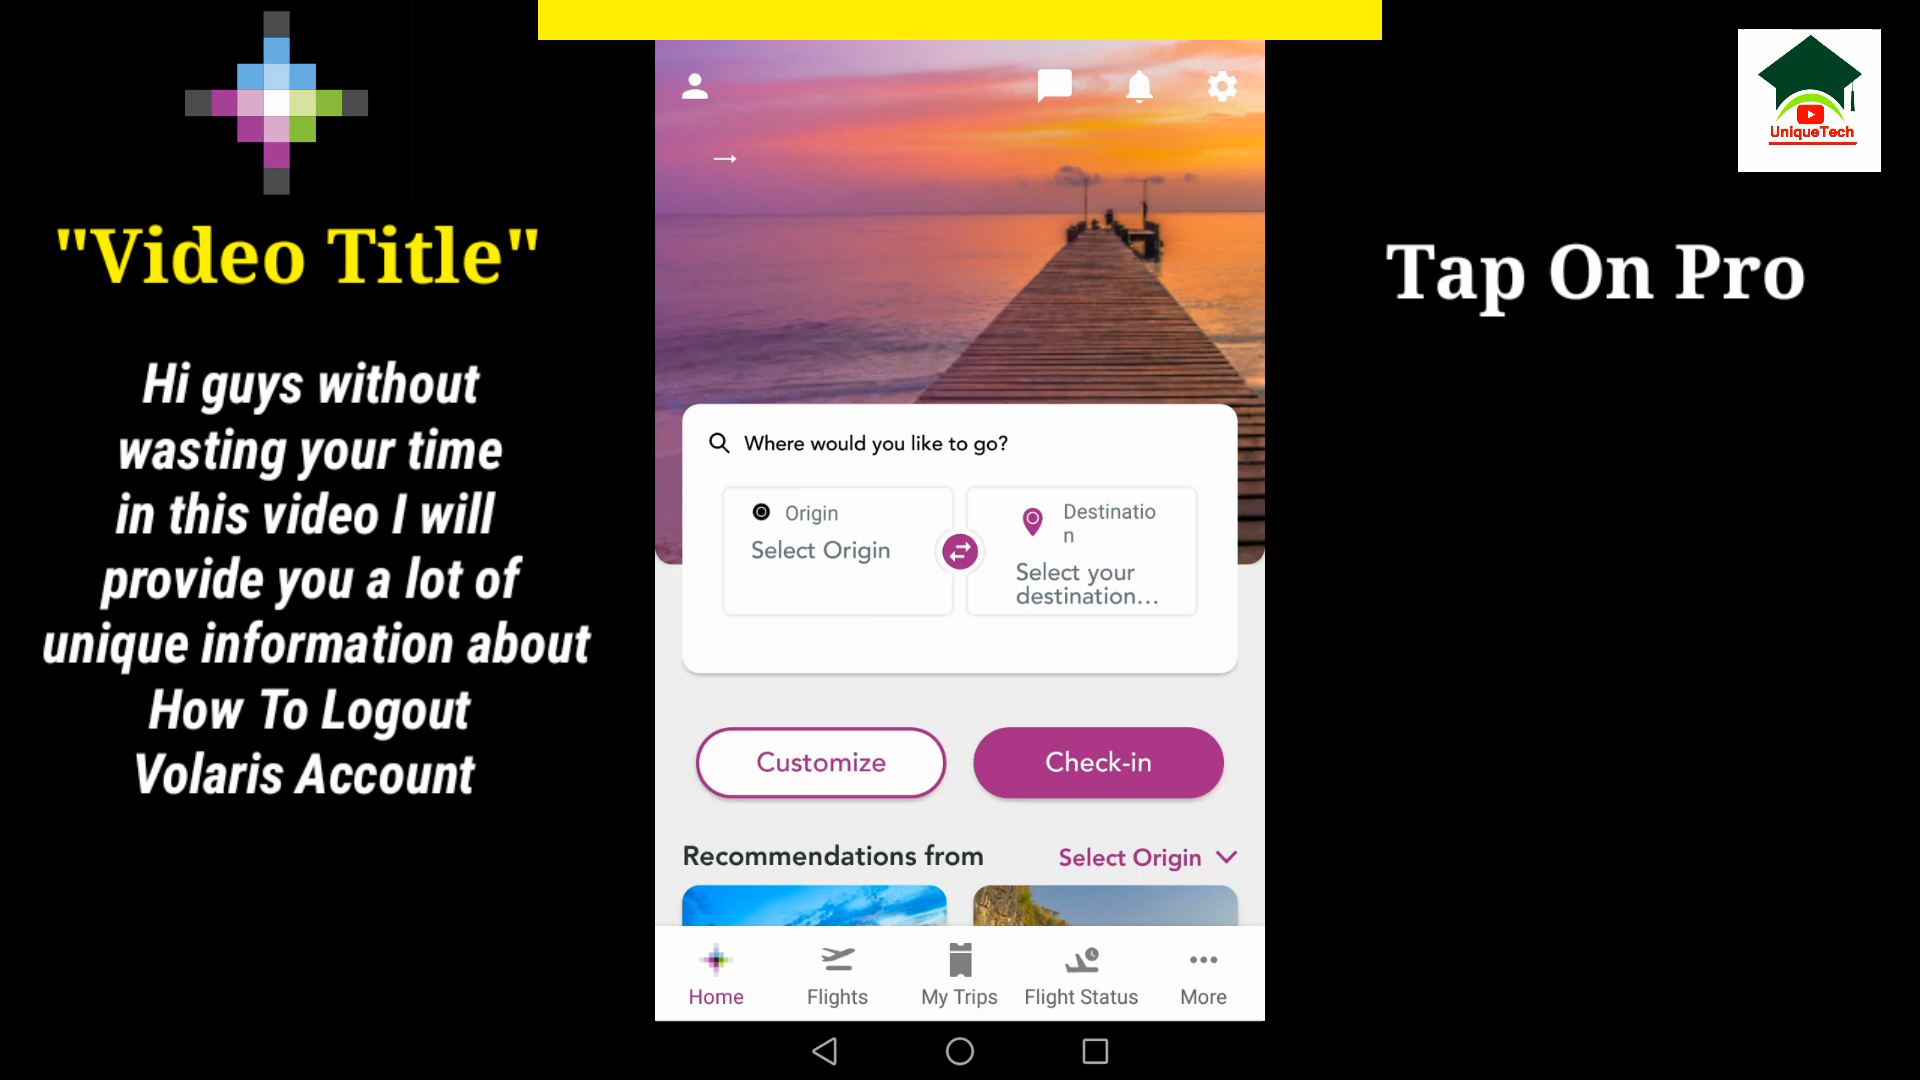 "Video Title"
Hi guys without
wasting your time
in this video I will
provide you a lot of
unique information about
How To Logout
Volaris Account
Where would you like to go?
Origin
Select Origin
Destinatio
n
Select your
destination...
Customize
Check-in
Recommendations from
Select Origin
Home
Flights
My Trips
Flight Status
More
UniqueTech
Tap On Pro